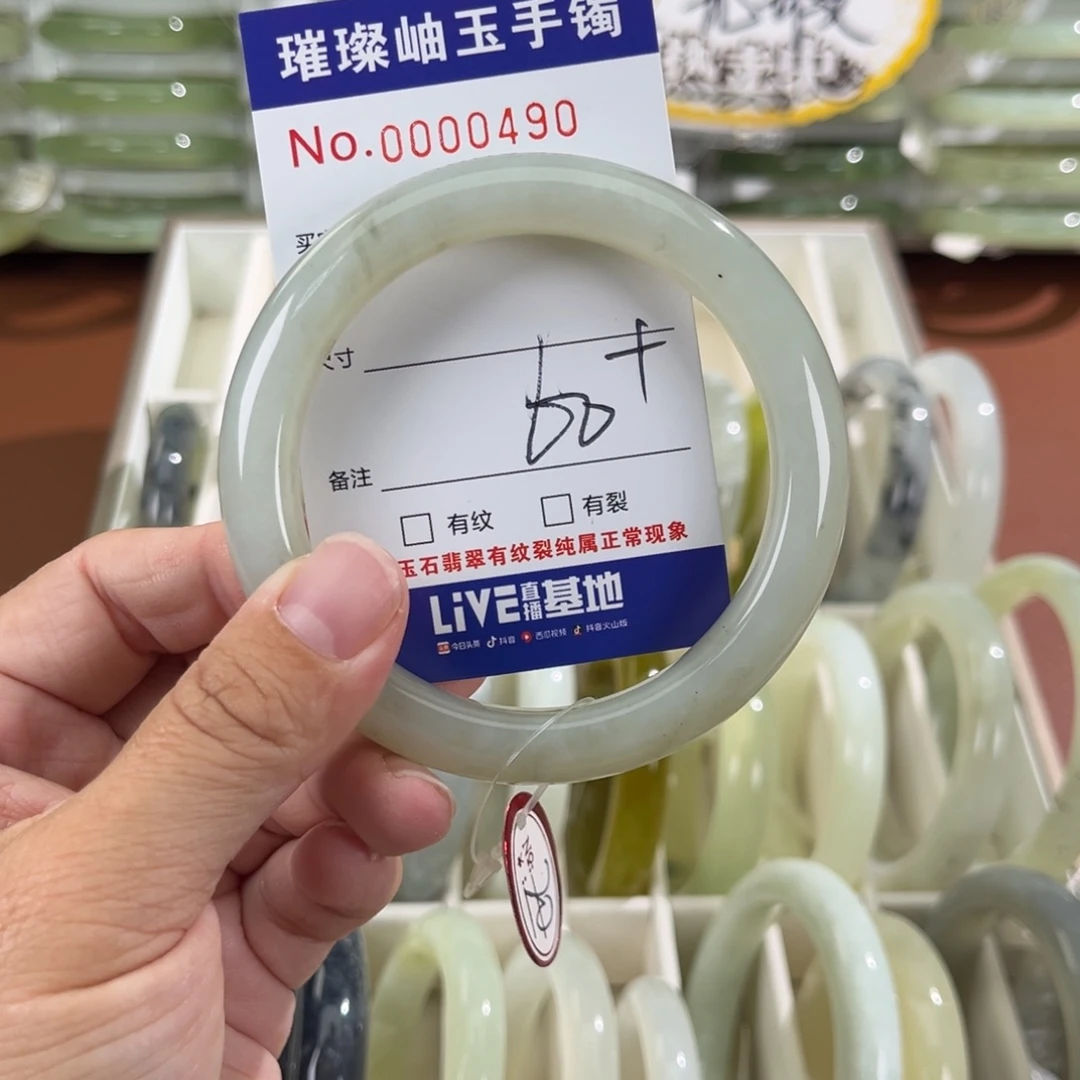 璀璨岫玉手镯
No.0000490
寸
60+
备注
□ 有纹 □ 有裂
玉石翡翠有纹裂纯属正常现象
LiVE直播基地
今日头条 抖音 西瓜视频 抖音火山版